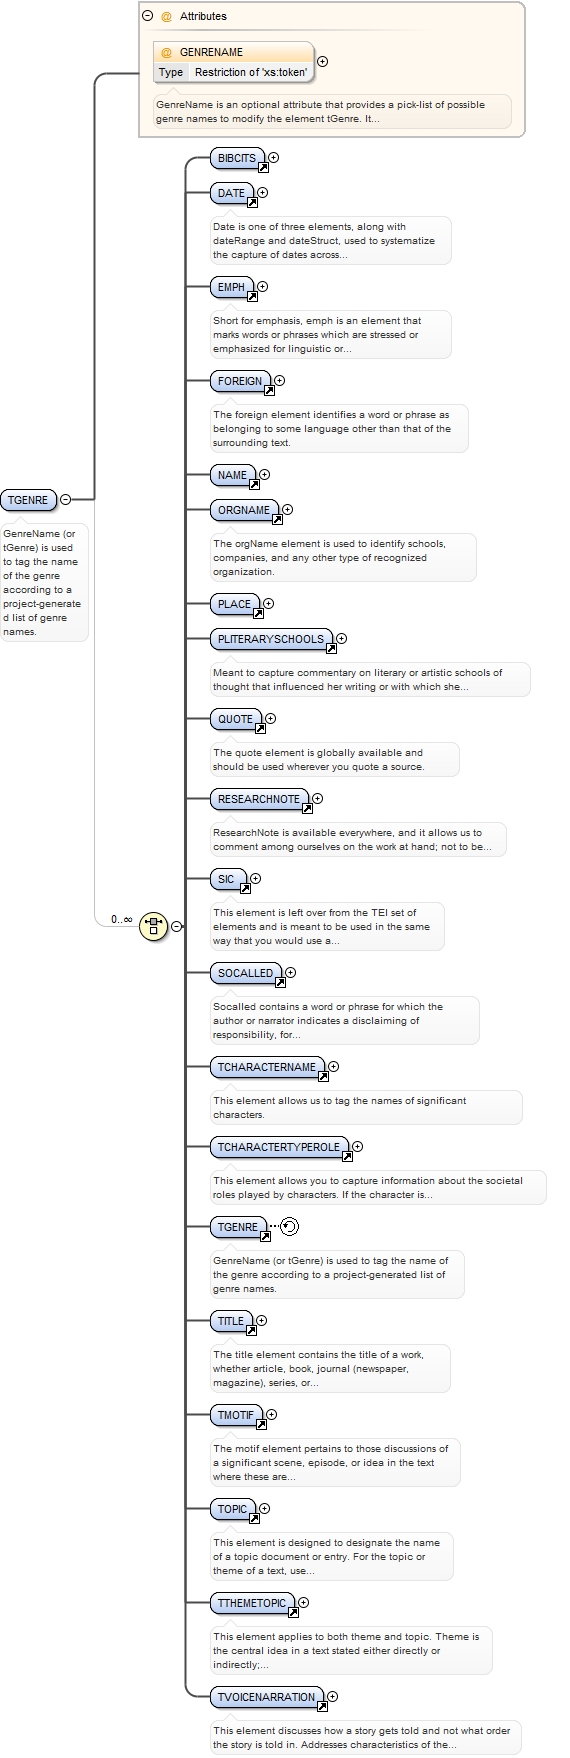 Attributes
GENRENAME
Type Restriction of 'xs:token'
GenreName is an optional attribute that provides a pick-list of possible
genre names to modify the element tGenre. It...
BIBCITS
DATE
Date is one of three elements, along with
dateRange and dateStruct, used to systematize
the capture of dates across...
EMPH
Short for emphasis, emph is an element that
marks words or phrases which are stressed or
emphasized for linguistic or...
FOREIGN
The foreign element identifies a word or phrase as
belonging to some language other than that of the
surrounding text.
NAME
TGENRE
GenreName (or
tGenre) is used
to tag the name
of the genre
according to a
project-generate
d list of genre
names.
ORGNAME
The orgName element is used to identify schools,
companies, and any other type of recognized
organization.
PLACE
PLITERARYSCHOOLS
Meant to capture commentary on literary or artistic schools of
thought that influenced her writing or with which she...
QUOTE
The quote element is globally available and
should be used wherever you quote a source.
RESEARCHNOTE
ResearchNote is available everywhere, and it allows us to
comment among ourselves on the work at hand; not to be...
SIC
This element is left over from the TEI set of
elements and is meant to be used in the same
way that you would use a...
0..∞
SOCALLED
Socalled contains a word or phrase for which the
author or narrator indicates a disclaiming of
responsibility, for...
TCHARACTERNAME
This element allows us to tag the names of significant
characters.
TCHARACTERTYPEROLE
This element allows you to capture information about the societal
roles played by characters. If the character is...
TGENRE
GenreName (or tGenre) is used to tag the name of
the genre according to a project-generated list of
genre names.
TITLE
The title element contains the title of a work,
whether article, book, journal (newspaper,
magazine), series, or...
TMOTIF
The motif element pertains to those discussions of
a significant scene, episode, or idea in the text
where these are...
TOPIC
This element is designed to designate the name
of a topic document or entry. For the topic or
theme of a text, use...
TTHEMETOPIC
This element applies to both theme and topic. Theme is
the central idea in a text stated either directly or
indirectly;...
TVOICENARRATION
This element discusses how a story gets told and not what order
the story is told in. Addresses characteristics of the...